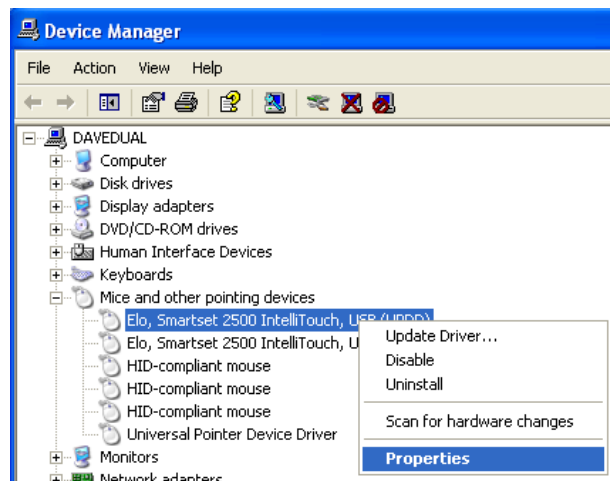 Device Manager
File Action View Help
DAVEDUAL
Computer
Disk drives
Display adapters
DVD/CD-ROM drives
Human Interface Devices
Keyboards
Mice and other pointing devices
Elo, Smartset 2500 IntelliTouch, USB (UPDD)
Elo, Smartset 2500 IntelliTouch, U
HID-compliant mouse
HID-compliant mouse
HID-compliant mouse
Universal Pointer Device Driver
Monitors
Network adapters
Update Driver...
Disable
Uninstall
Scan for hardware changes
Properties